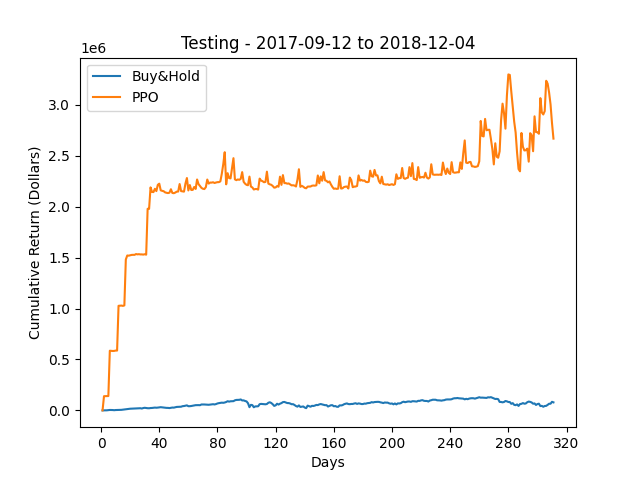 Testing - 2017-09-12 to 2018-12-04
1e6
Buy&Hold
PPO
3.0
2.5
2.0
1.5
1.0
0.5
0.0
Cumulative Return (Dollars)
0 40 80 120 160 200 240 280 320
Days